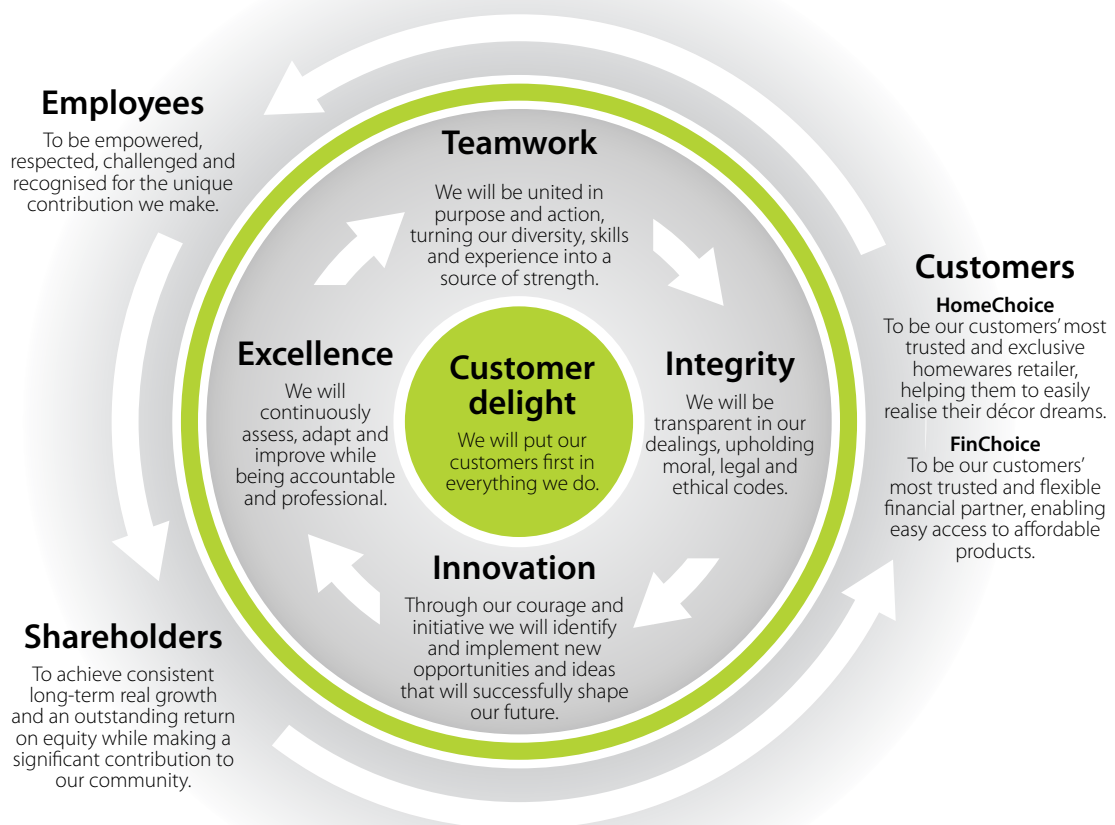 Employees
To be empowered,
respected, challenged and
recognised for the unique
contribution we make.
Teamwork
We will be united in
purpose and action,
turning our diversity, skills
and experience into a
source of strength.
Customers
HomeChoice
To be our customers’ most
trusted and exclusive
homewares retailer,
helping them to easily
realise their décor dreams.
FinChoice
To be our customers’
most trusted and flexible
financial partner, enabling
easy access to affordable
products.
Excellence
We will
continuously
assess, adapt and
improve while
being accountable
and professional.
Customer
delight
We will put our
customers first in
everything we do.
Integrity
We will be
transparent in our
dealings, upholding
moral, legal and
ethical codes.
Innovation
Through our courage and
initiative we will identify
and implement new
opportunities and ideas
that will successfully shape
our future.
Shareholders
To achieve consistent
long-term real growth
and an outstanding return
on equity while making a
significant contribution to
our community.